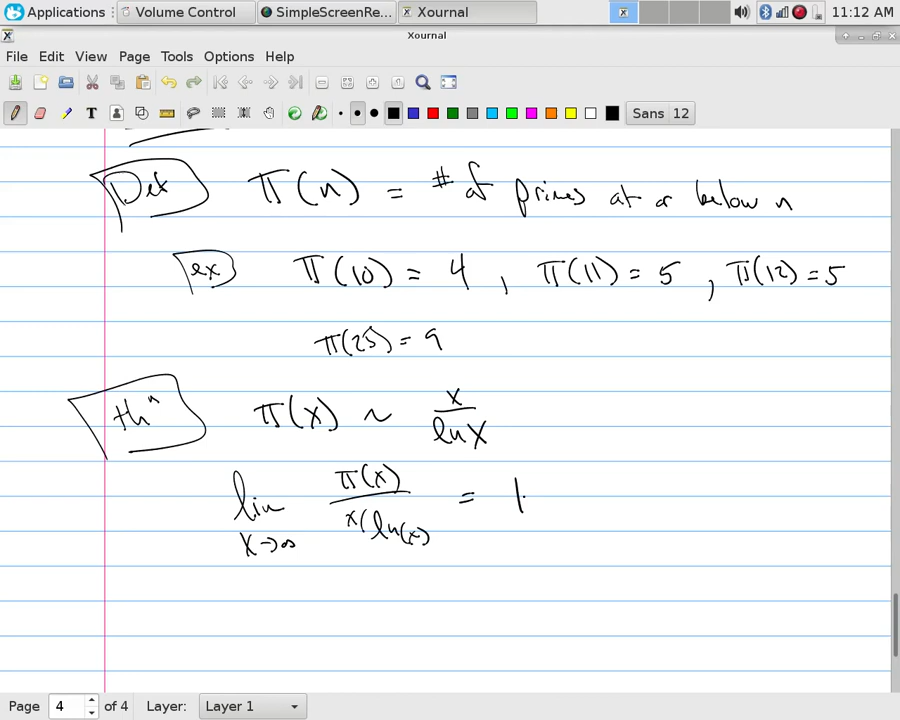 Applications Volume Control SimpleScreenRe... Xournal 11:12 AM
Xournal
File Edit View Page Tools Options Help
Sans 12
Def π(n) = # of primes at or below n
ex π(10) = 4 , π(11) = 5 , π(12) = 5
π(25) = 9
thⁿ π(x) ~ x / ln x
lim x→∞ π(x) / x/ln(x) = 1.
Page 4 of 4 Layer: Layer 1